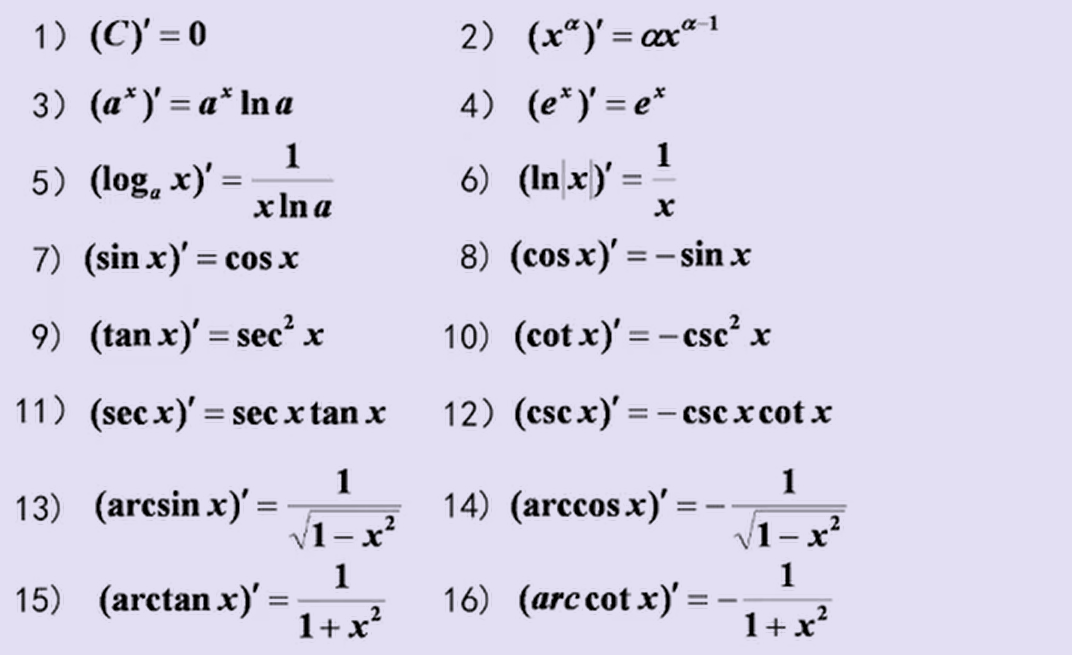 1) (C)′ = 0    2) (x^α)′ = αx^(α−1)
3) (a^x)′ = a^x ln a    4) (e^x)′ = e^x
5) (log_a x)′ = 1/(x ln a)    6) (ln|x|)′ = 1/x
7) (sin x)′ = cos x    8) (cos x)′ = −sin x
9) (tan x)′ = sec² x    10) (cot x)′ = −csc² x
11) (sec x)′ = sec x tan x    12) (csc x)′ = −csc x cot x
13) (arcsin x)′ = 1/√(1−x²)    14) (arccos x)′ = −1/√(1−x²)
15) (arctan x)′ = 1/(1+x²)    16) (arc cot x)′ = −1/(1+x²)